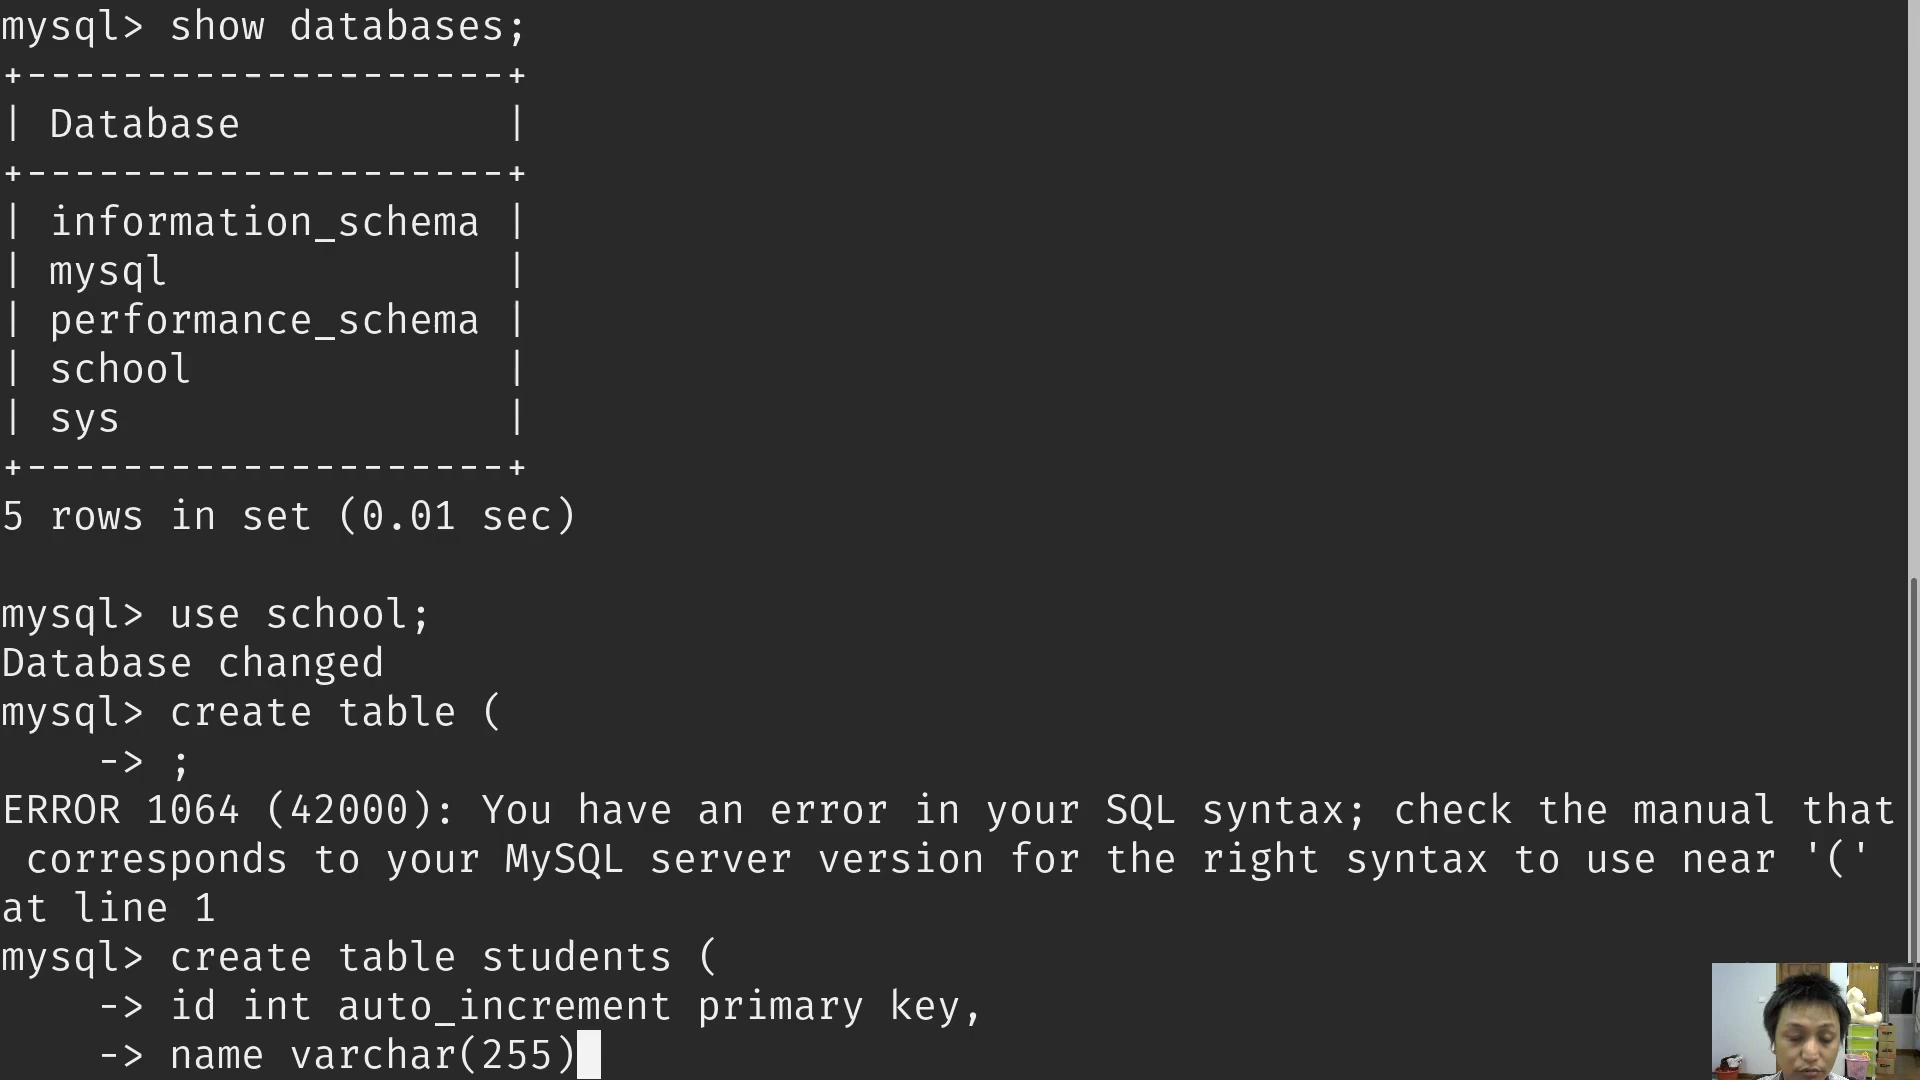 mysql> show databases;
+--------------------+
| Database           |
+--------------------+
| information_schema |
| mysql              |
| performance_schema |
| school             |
| sys                |
+--------------------+
5 rows in set (0.01 sec)
mysql> use school;
Database changed
mysql> create table (
    -> ;
ERROR 1064 (42000): You have an error in your SQL syntax; check the manual that
 corresponds to your MySQL server version for the right syntax to use near '('
at line 1
mysql> create table students (
    -> id int auto_increment primary key,
    -> name varchar(255)